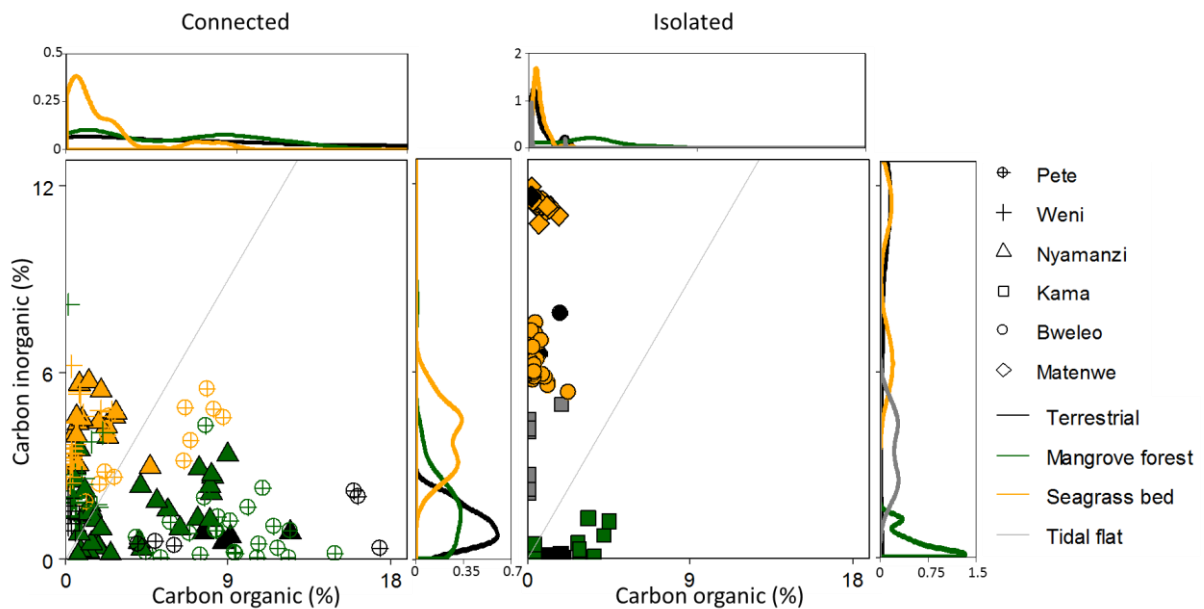 Connected
Isolated
0.5
0.25
0
2
1
0
12
6
0
Carbon inorganic (%)
0 9 18
Carbon organic (%)
0 0.35 0.7
0 9 18
Carbon organic (%)
0 0.75 1.5
Pete
Weni
Nyamanzi
Kama
Bweleo
Matenwe
Terrestrial
Mangrove forest
Seagrass bed
Tidal flat